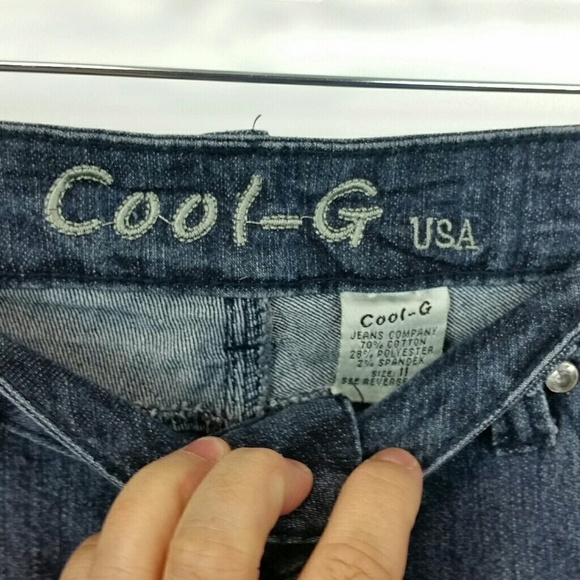 Cool-G USA
Cool-G
JEANS COMPANY
70% COTTON
28% POLYESTER
2% SPANDEX
SIZE: 11
SEE REVERSE